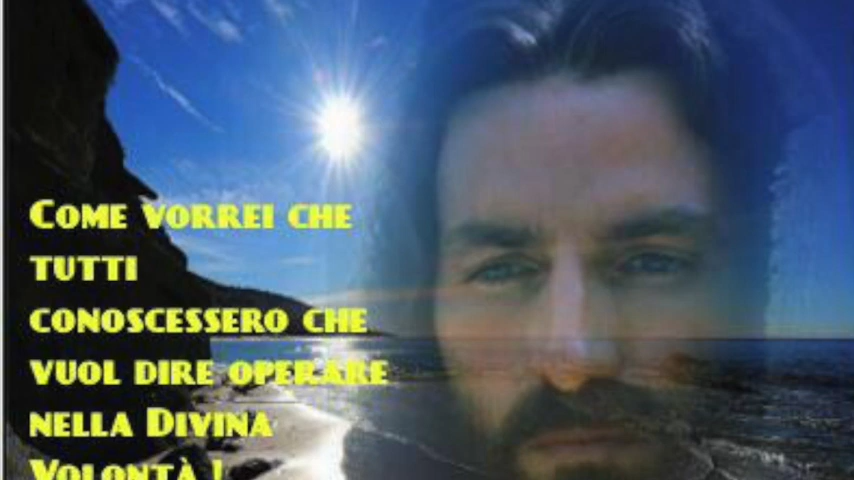 Come vorrei che
tutti
conoscessero che
vuol dire operare
nella Divina
Volontà !